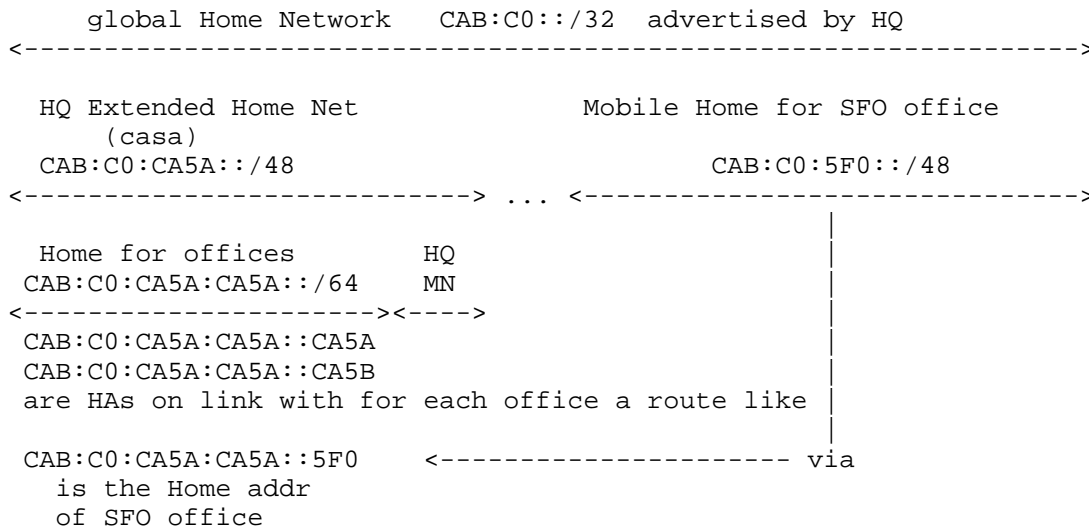 global Home Network   CAB:C0::/32  advertised by HQ
<------------------------------------------------------------------>
HQ Extended Home Net               Mobile Home for SFO office
(casa)
CAB:C0:CA5A::/48                          CAB:C0:5F0::/48
<----------------------------> ... <------------------------------->
|
Home for offices        HQ                       |
CAB:C0:CA5A:CA5A::/64    MN                       |
<----------------------><---->                     |
CAB:C0:CA5A:CA5A::CA5A                            |
CAB:C0:CA5A:CA5A::CA5B                            |
are HAs on link with for each office a route like |
|
CAB:C0:CA5A:CA5A::5F0    <---------------------- via
is the Home addr
of SFO office